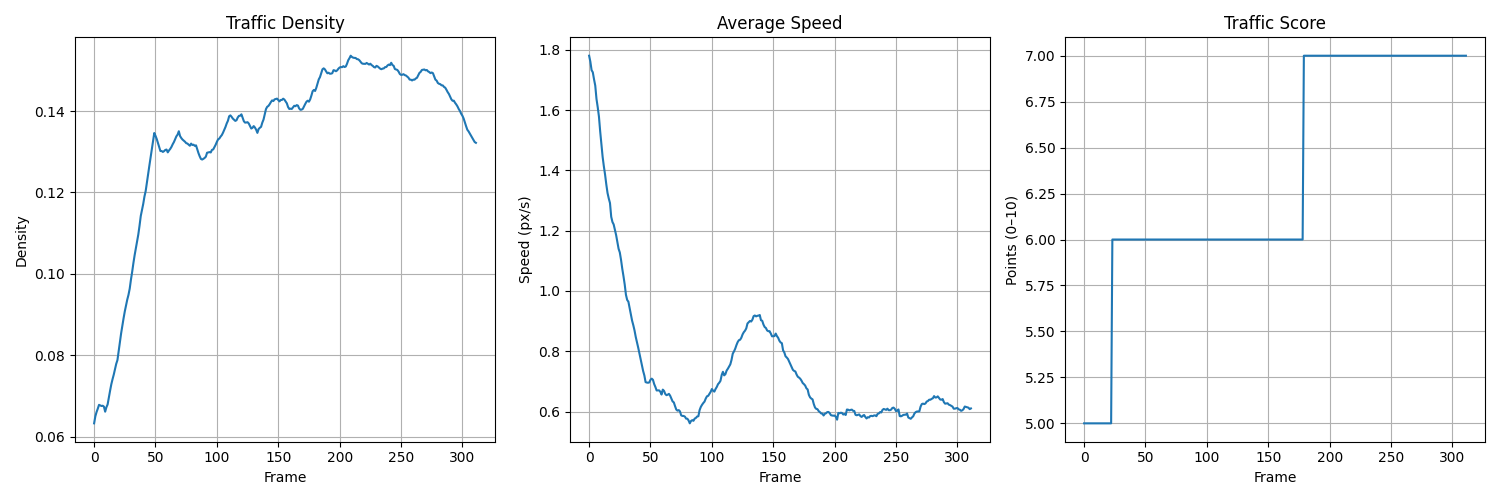 Traffic Density
Density
0.14
0.12
0.10
0.08
0.06
0 50 100 150 200 250 300
Frame
Average Speed
Speed (px/s)
1.8
1.6
1.4
1.2
1.0
0.8
0.6
0 50 100 150 200 250 300
Frame
Traffic Score
Points (0–10)
7.00
6.75
6.50
6.25
6.00
5.75
5.50
5.25
5.00
0 50 100 150 200 250 300
Frame